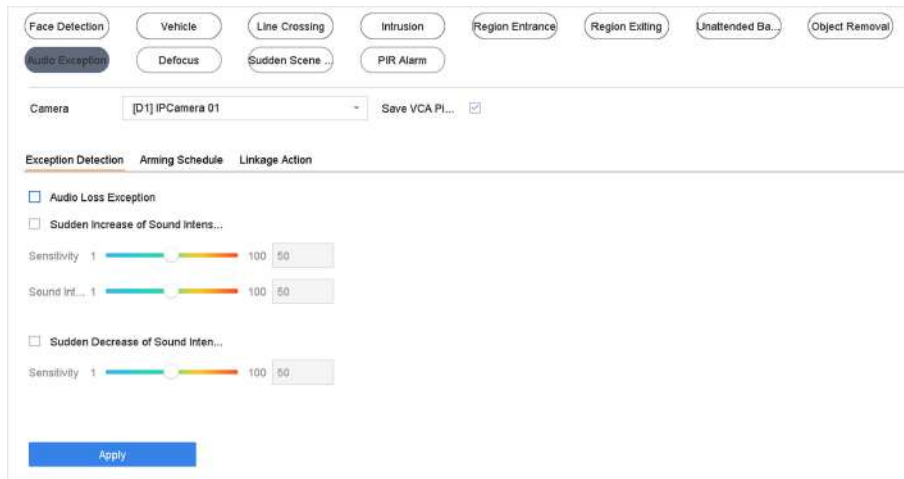 Face Detection Vehicle Line Crossing Intrusion Region Entrance Region Exiting Unattended Ba... Object Removal
Audio Exception Defocus Sudden Scene ... PIR Alarm
Camera [D1] IPCamera 01 Save VCA Pi...
Exception Detection Arming Schedule Linkage Action
Audio Loss Exception
Sudden Increase of Sound Intens...
Sensitivity 1 100 50
Sound Int... 1 100 50
Sudden Decrease of Sound Inten...
Sensitivity 1 100 50
Apply